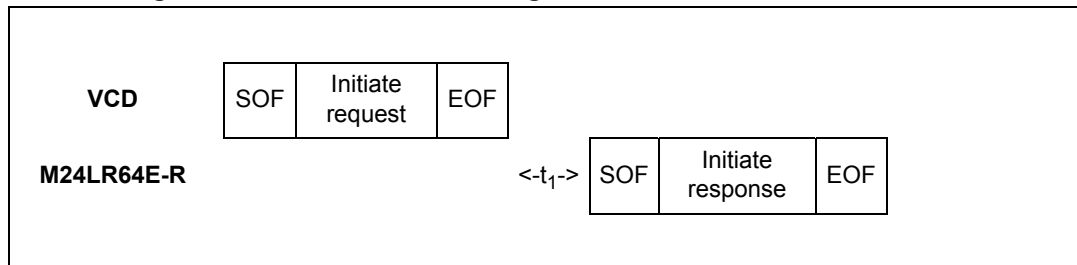 VCD SOF Initiate request EOF
M24LR64E-R <-t₁-> SOF Initiate response EOF